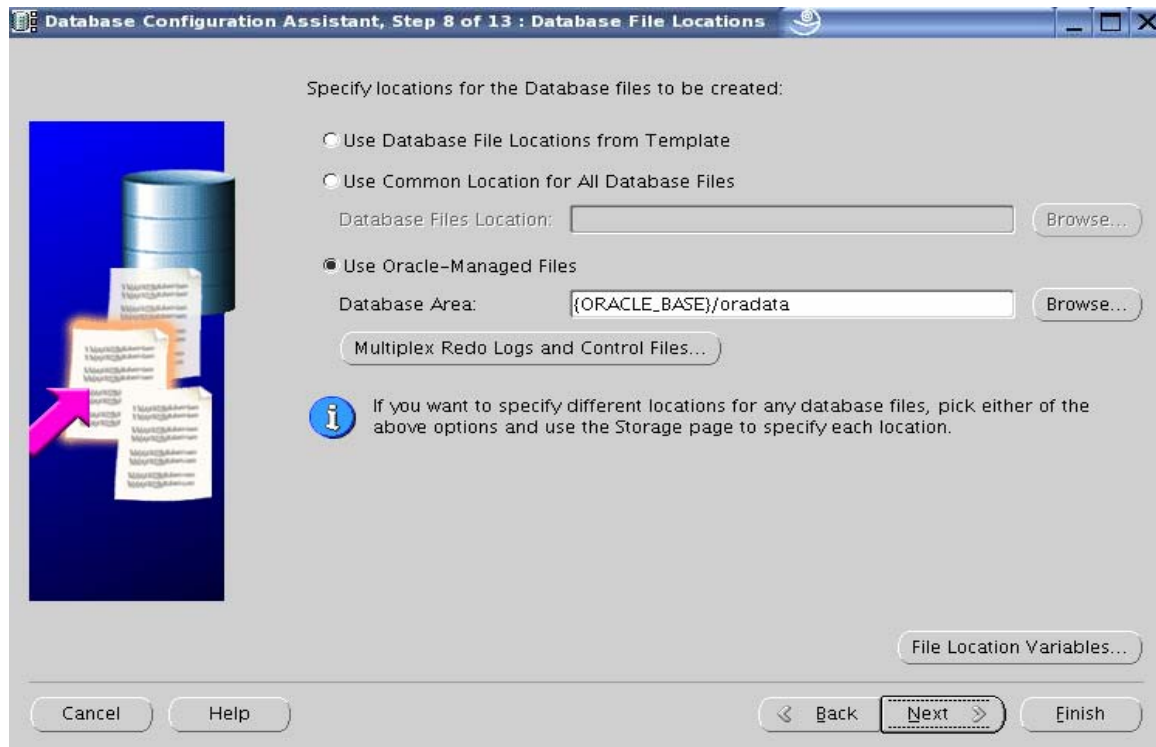 Database Configuration Assistant, Step 8 of 13 : Database File Locations
Specify locations for the Database files to be created:
Use Database File Locations from Template
Use Common Location for All Database Files
Database Files Location:
Browse...
Use Oracle-Managed Files
Database Area:
{ORACLE_BASE}/oradata
Browse...
Multiplex Redo Logs and Control Files...
If you want to specify different locations for any database files, pick either of the
above options and use the Storage page to specify each location.
File Location Variables...
Cancel
Help
Back
Next
Finish